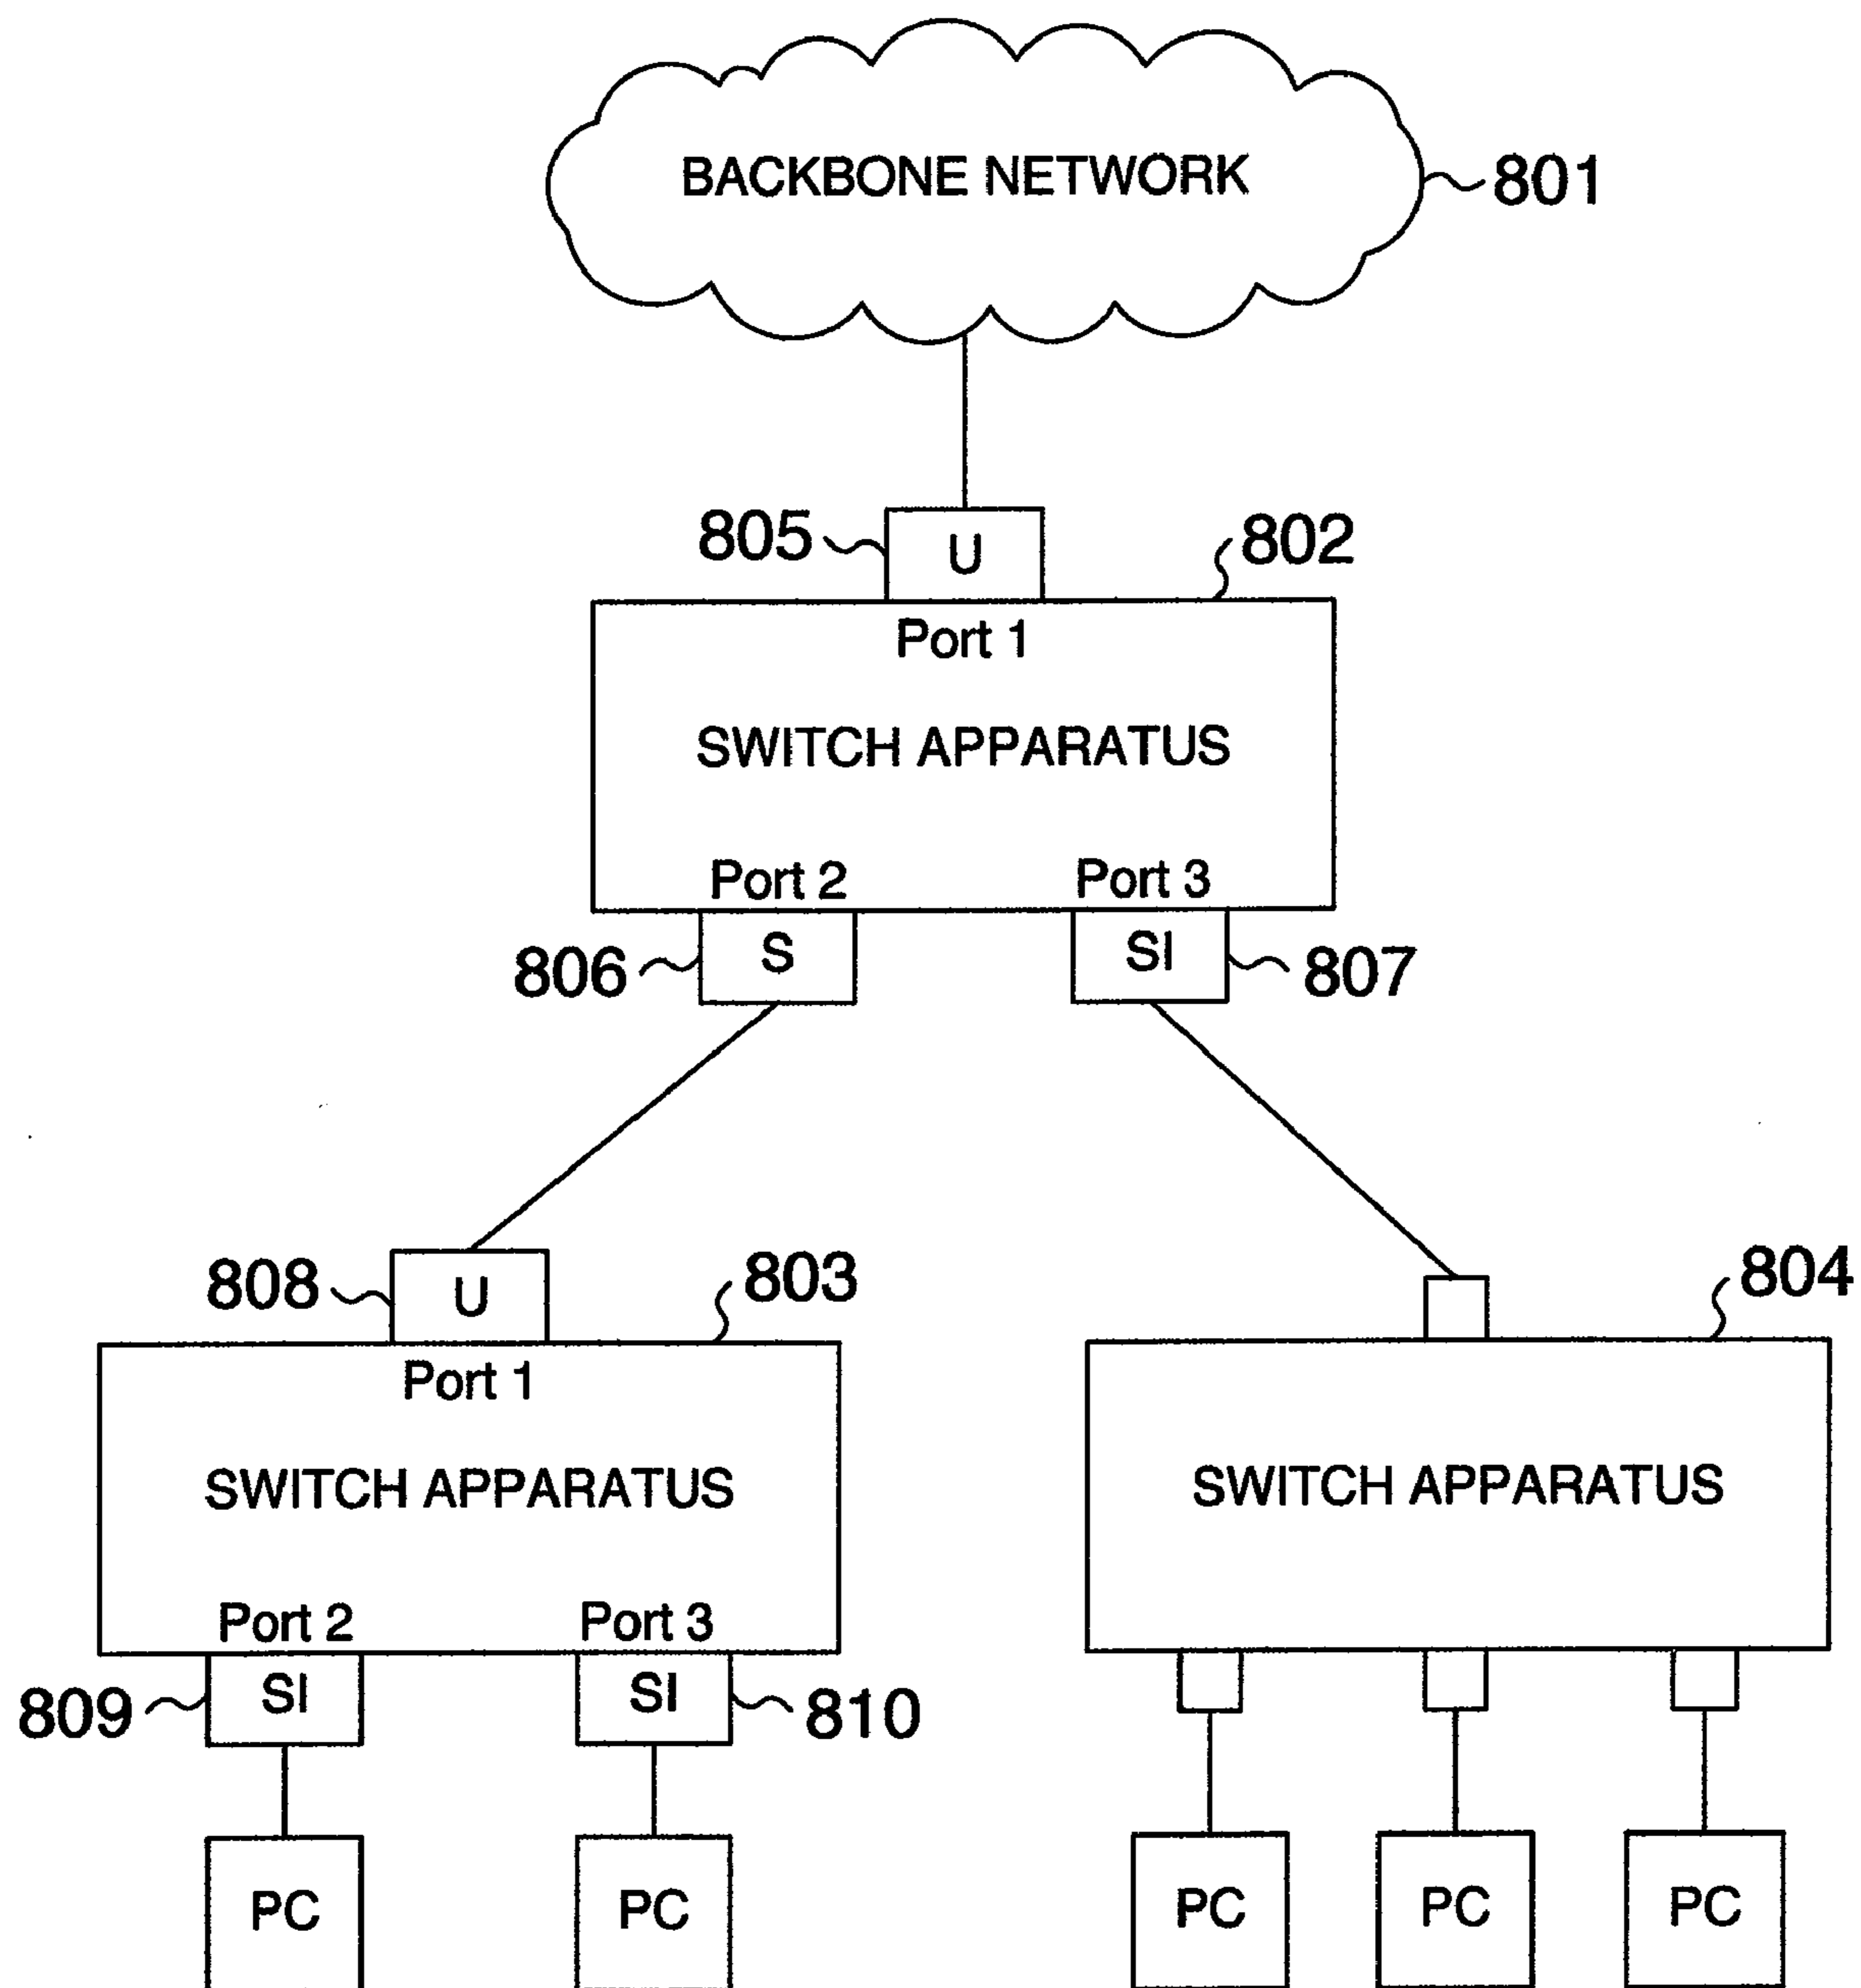 BACKBONE NETWORK
801
805
U
802
Port 1
SWITCH APPARATUS
Port 2
Port 3
806
S
SI
807
808
U
803
804
Port 1
SWITCH APPARATUS
SWITCH APPARATUS
Port 2
Port 3
809
SI
SI
810
PC
PC
PC
PC
PC